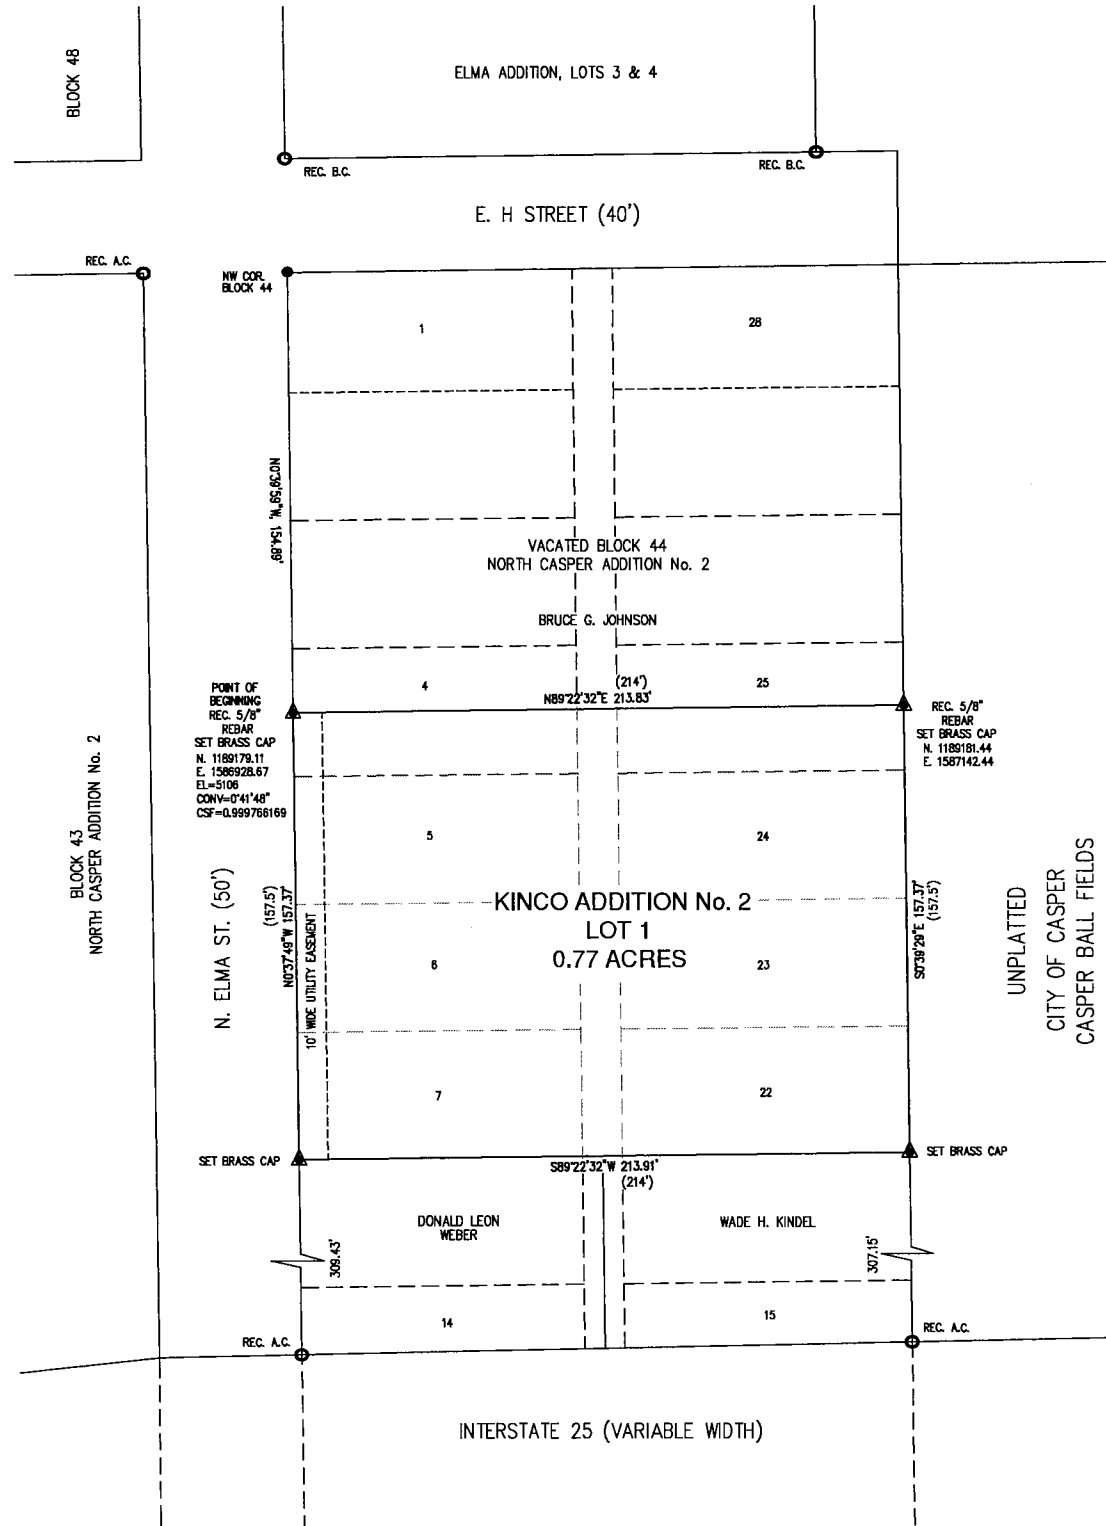 BLOCK 48
ELMA ADDITION, LOTS 3 & 4
REC. B.C.
REC. B.C.
E. H STREET (40')
REC. A.C.
NW COR.
BLOCK 44
1
28
N0°39'59"W, 154.89'
VACATED BLOCK 44
NORTH CASPER ADDITION No. 2
BRUCE G. JOHNSON
4
(214')
25
N89°22'32"E 213.83'
POINT OF
BEGINNING
REC. 5/8"
REBAR
SET BRASS CAP
N. 1189179.11
E. 1586928.67
EL=5106
CONV=0°41'48"
CSF=0.999766169
REC. 5/8"
REBAR
SET BRASS CAP
N. 1189181.44
E. 1587142.44
BLOCK 43
NORTH CASPER ADDITION No. 2
N. ELMA ST. (50')
(157.5')
N0°37'49"W 157.37'
10' WIDE UTILITY EASEMENT
5
24
KINCO ADDITION No. 2
LOT 1
0.77 ACRES
6
23
S0°39'29"E 157.37'
(157.5')
UNPLATTED
CITY OF CASPER
CASPER BALL FIELDS
7
22
SET BRASS CAP
SET BRASS CAP
S89°22'32"W 213.91'
(214')
DONALD LEON
WEBER
WADE H. KINDEL
309.43'
307.15'
14
15
REC. A.C.
REC. A.C.
INTERSTATE 25 (VARIABLE WIDTH)